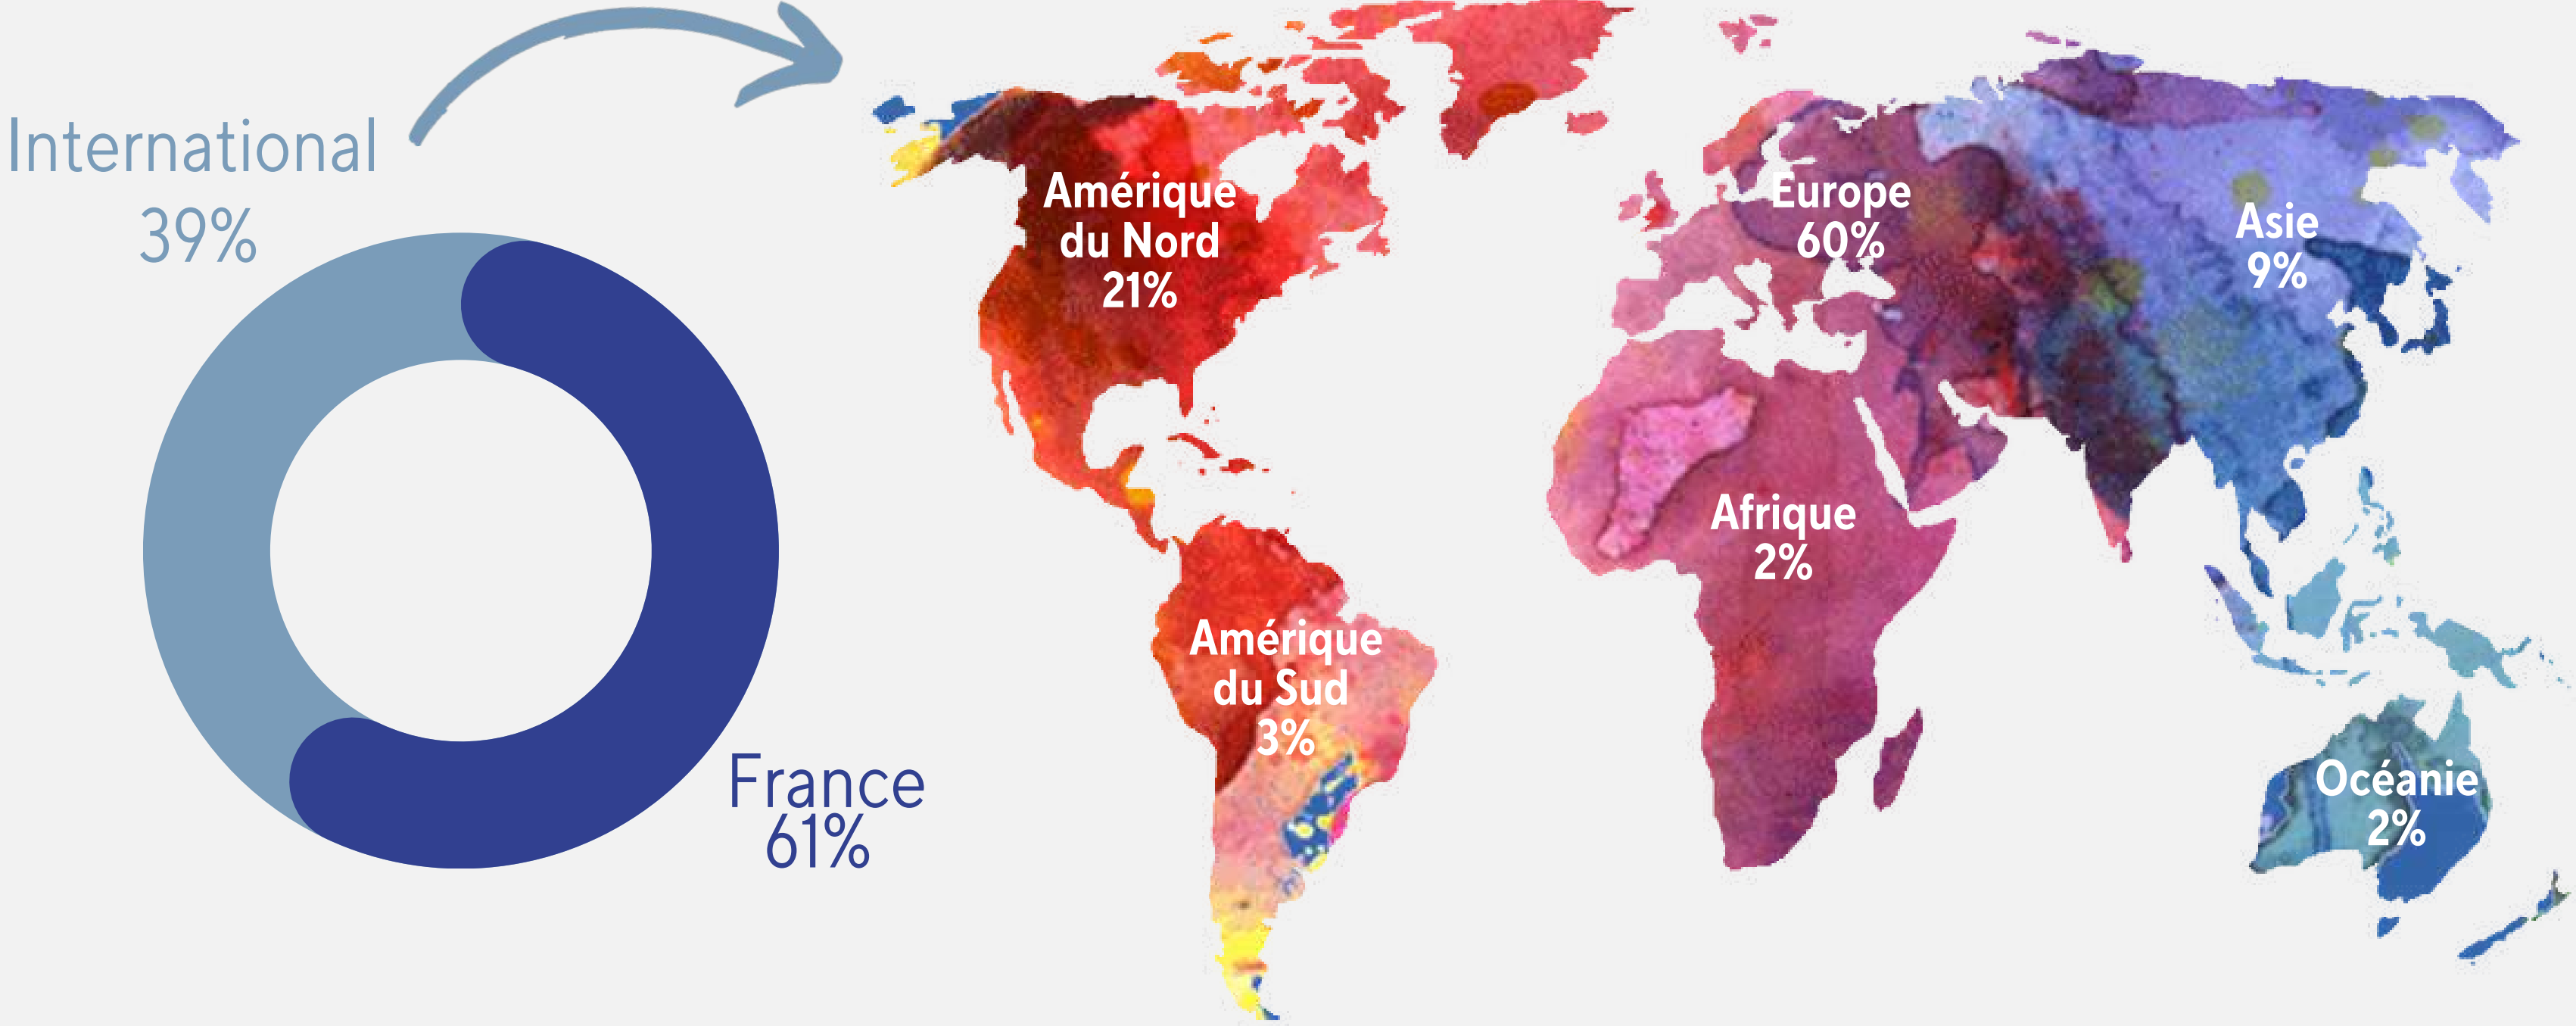 International
39%
France
61%
Amérique
du Nord
21%
Europe
60%
Asie
9%
Afrique
2%
Amérique
du Sud
3%
Océanie
2%